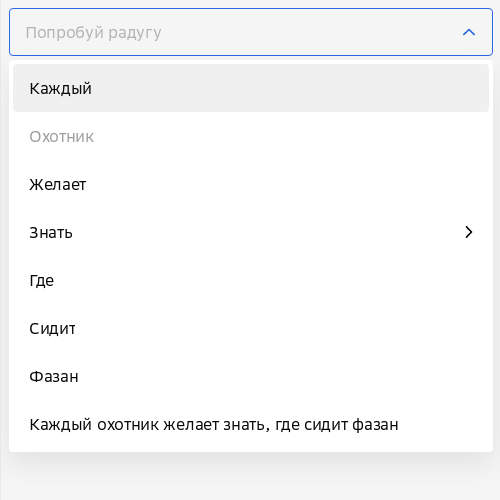 Попробуй радугу
Каждый
Охотник
Желает
Знать
Где
Сидит
Фазан
Каждый охотник желает знать, где сидит фазан